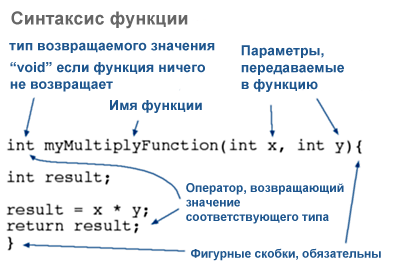 Синтаксис функции
тип возвращаемого значения
“void” если функция ничего
не возвращает
Параметры,
передаваемые
в функцию
Имя функции
int myMultiplyFunction(int x, int y){
int result;
Оператор, возвращающий
значение
соответствующего типа
result = x * y;
return result;
}
Фигурные скобки, обязательны